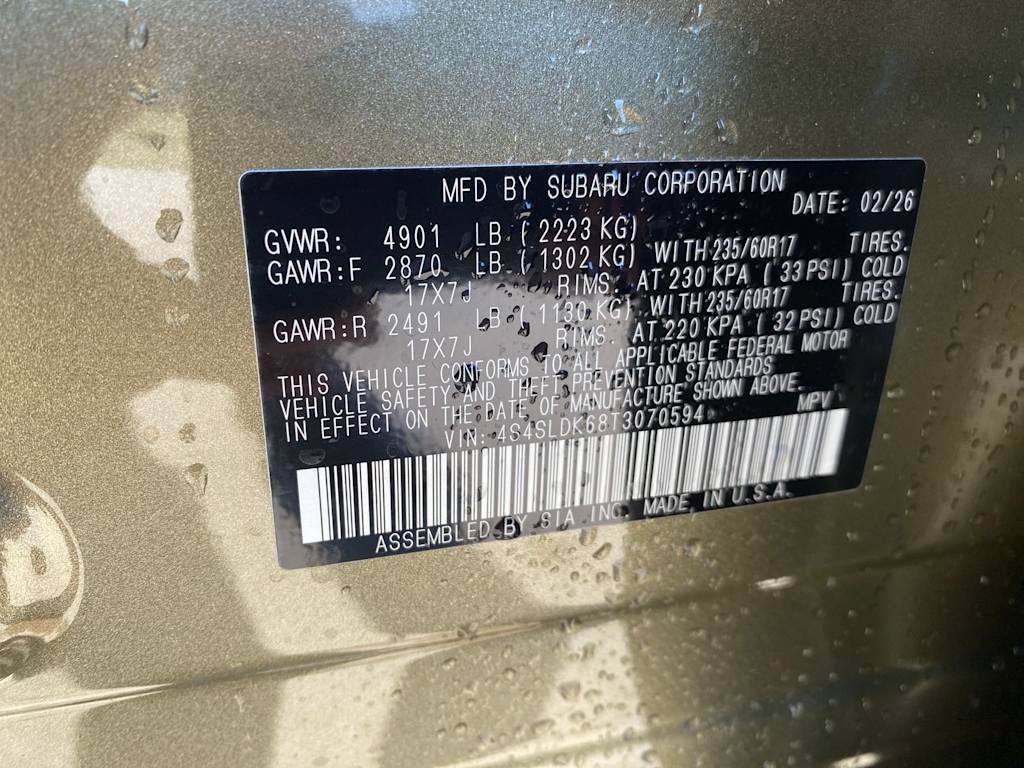 MFD BY SUBARU CORPORATION
DATE: 02/26
GVWR: 4901 LB ( 2223 KG)
GAWR:F 2870 LB ( 1302 KG) WITH 235/60R17 TIRES.
17X7J RIMS. AT 230 KPA ( 33 PSI) COLD
GAWR:R 2491 LB ( 1130 KG) WITH 235/60R17 TIRES.
17X7J RIMS. AT 220 KPA ( 32 PSI) COLD
THIS VEHICLE CONFORMS TO ALL APPLICABLE FEDERAL MOTOR
VEHICLE SAFETY AND THEFT PREVENTION STANDARDS
IN EFFECT ON THE DATE OF MANUFACTURE SHOWN ABOVE.
VIN: 4S4SLDK68T3070594 MPV
ASSEMBLED BY SIA INC. MADE IN U.S.A.